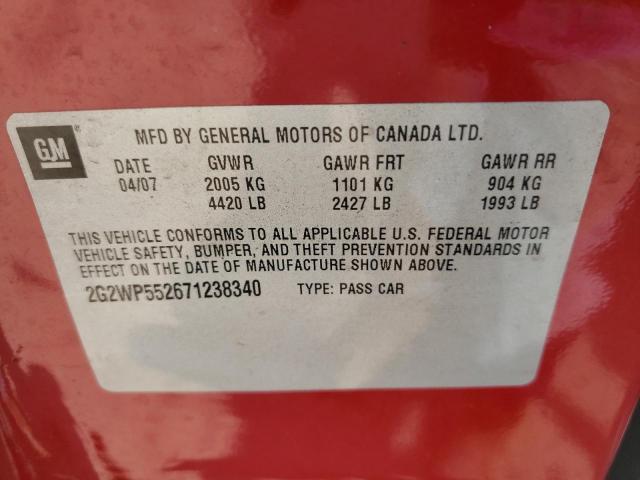 GM
MFD BY GENERAL MOTORS OF CANADA LTD.
DATE GVWR GAWR FRT GAWR RR
04/07 2005 KG 1101 KG 904 KG
4420 LB 2427 LB 1993 LB
THIS VEHICLE CONFORMS TO ALL APPLICABLE U.S. FEDERAL MOTOR
VEHICLE SAFETY, BUMPER, AND THEFT PREVENTION STANDARDS IN
EFFECT ON THE DATE OF MANUFACTURE SHOWN ABOVE.
2G2WP552671238340 TYPE: PASS CAR